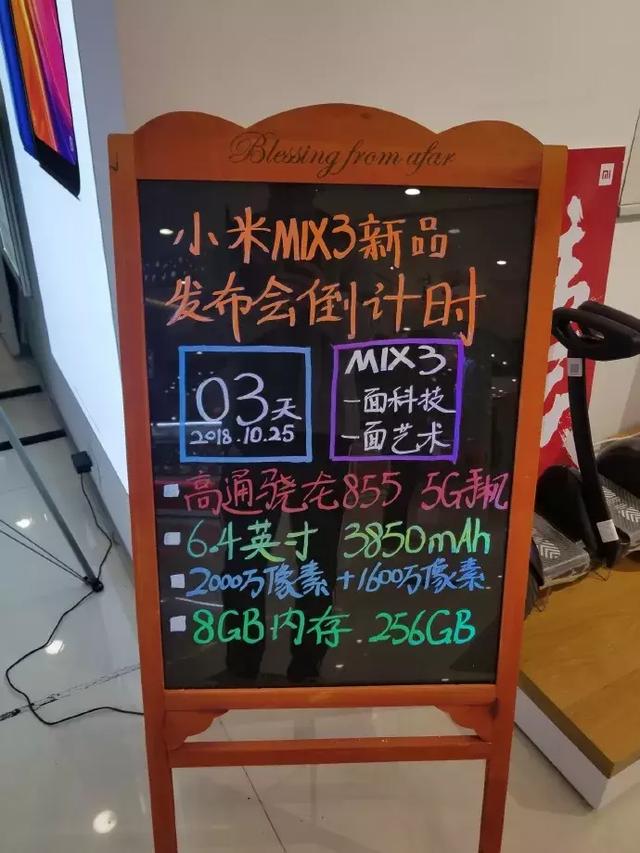 Blessing from afar
小米MIX3新品
发布会倒计时
03天
2018.10.25
MIX3
一面科技
一面艺术
高通骁龙855 5G手机
6.4英寸 3850mAh
2000万像素+1600万像素
8GB内存 256GB
mi